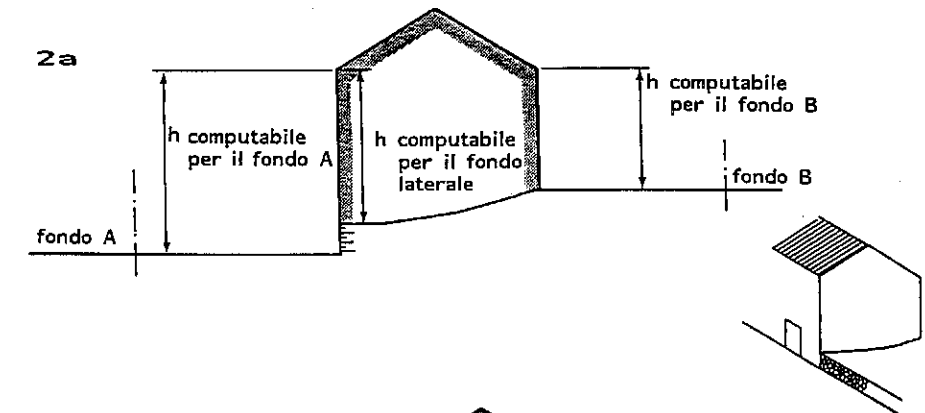 2a
h computabile
per il fondo A
h computabile
per il fondo
laterale
h computabile
per il fondo B
fondo B
fondo A